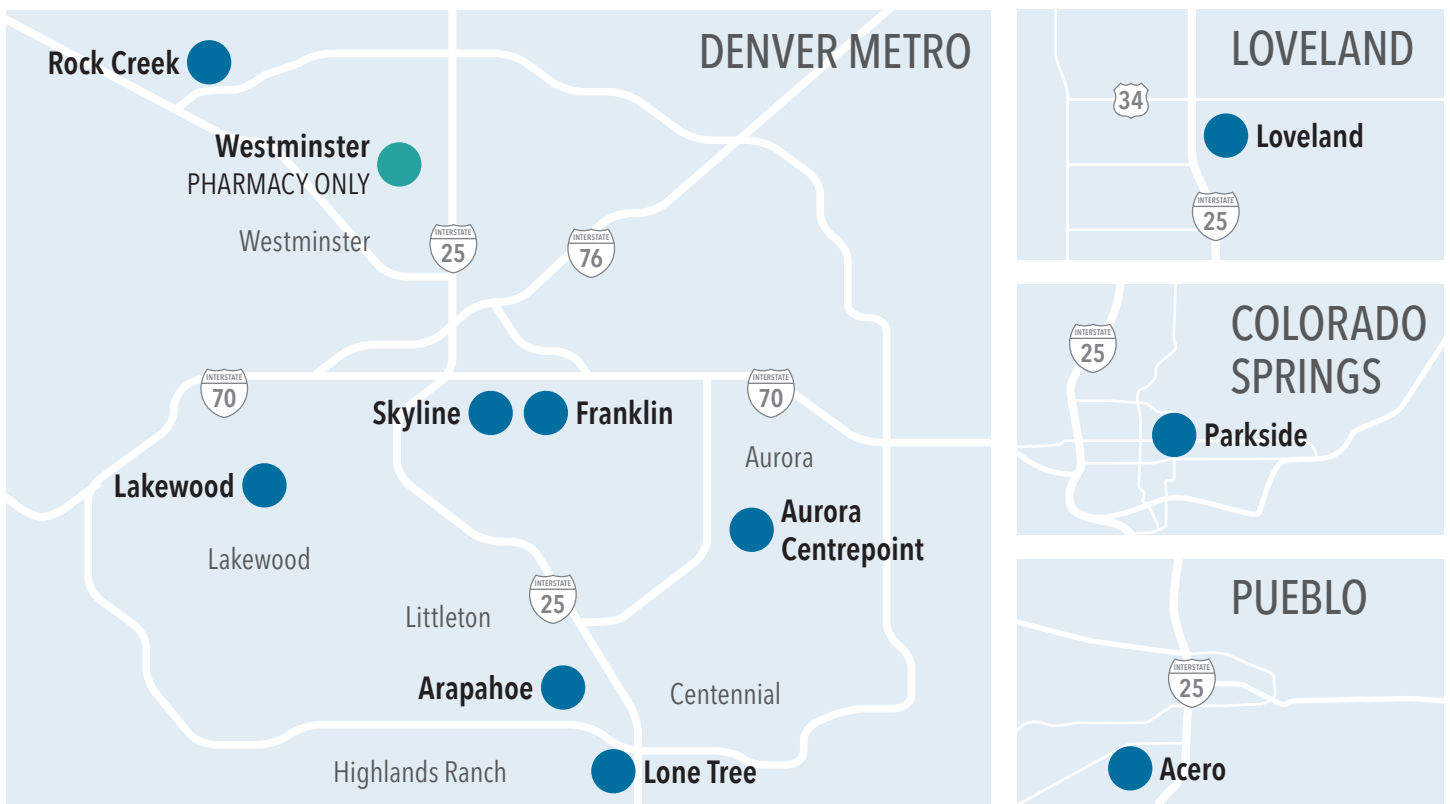 DENVER METRO
Rock Creek
Westminster
PHARMACY ONLY
Westminster
INTERSTATE
25
INTERSTATE
76
INTERSTATE
70
INTERSTATE
70
Skyline
Franklin
Aurora
Lakewood
Aurora
Centrepoint
Lakewood
INTERSTATE
25
Littleton
Arapahoe
Centennial
Highlands Ranch
Lone Tree
LOVELAND
34
Loveland
INTERSTATE
25
COLORADO
SPRINGS
INTERSTATE
25
Parkside
PUEBLO
INTERSTATE
25
Acero